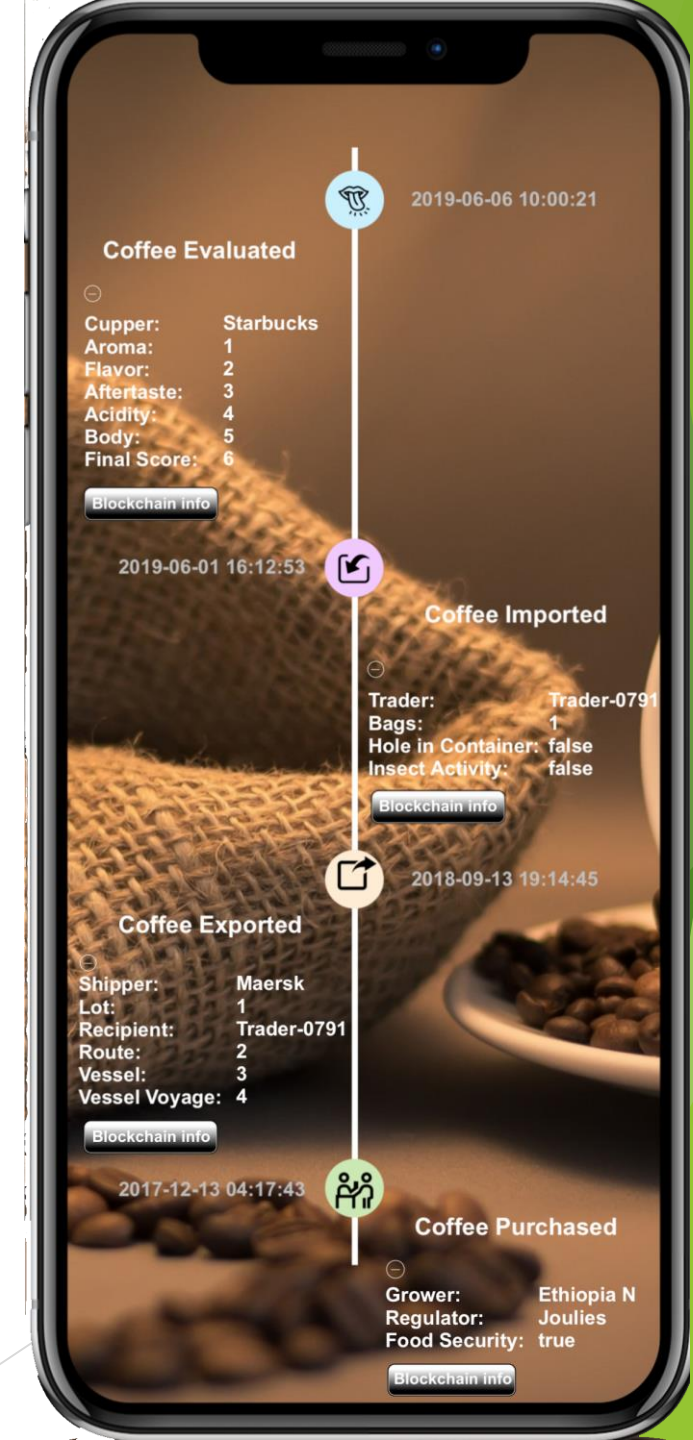 2019-06-06 10:00:21
Coffee Evaluated
Cupper: Starbucks
Aroma: 1
Flavor: 2
Aftertaste: 3
Acidity: 4
Body: 5
Final Score: 6
Blockchain info
2019-06-01 16:12:53
Coffee Imported
Trader: Trader-0791
Bags: 1
Hole in Container: false
Insect Activity: false
Blockchain info
2018-09-13 19:14:45
Coffee Exported
Shipper: Maersk
Lot: 1
Recipient: Trader-0791
Route: 2
Vessel: 3
Vessel Voyage: 4
Blockchain info
2017-12-13 04:17:43
Coffee Purchased
Grower: Ethiopia N
Regulator: Joulies
Food Security: true
Blockchain info